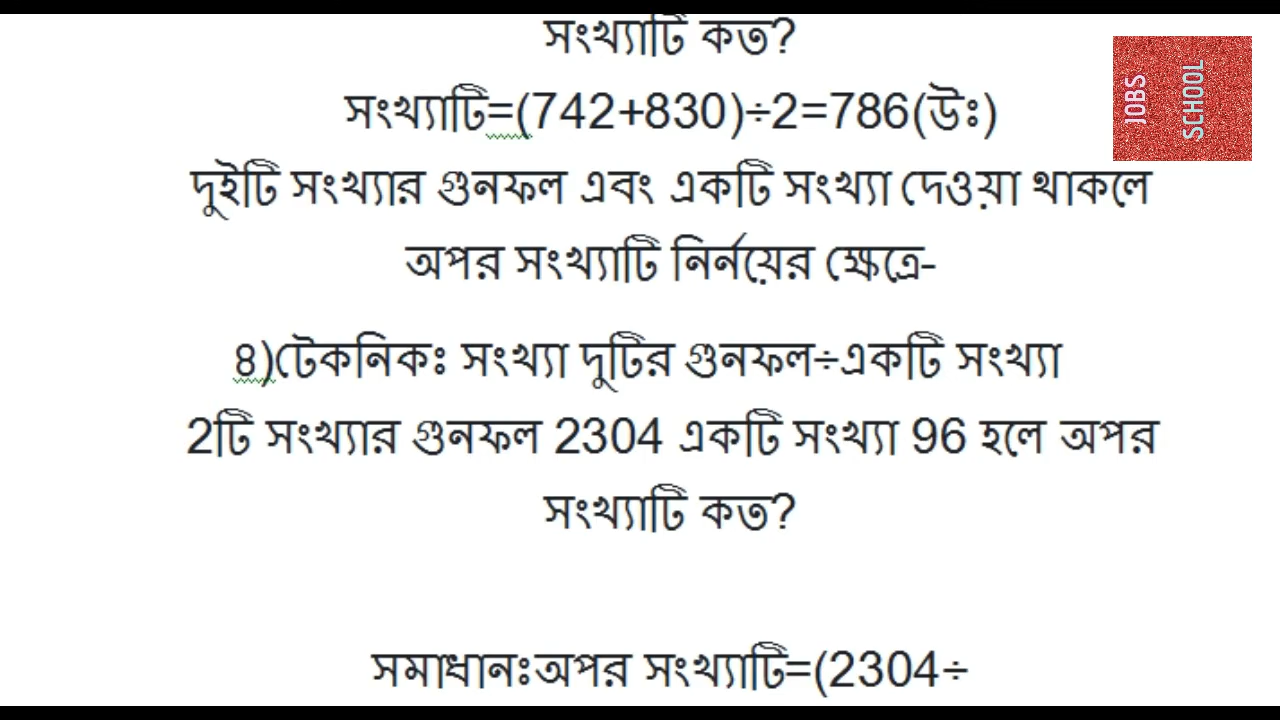 সংখ্যাটি কত?
সংখ্যাটি=(742+830)÷2=786(উঃ)
দুইটি সংখ্যার গুনফল এবং একটি সংখ্যা দেওয়া থাকলে
অপর সংখ্যাটি নির্নয়ের ক্ষেত্রে-
৪)টেকনিকঃ সংখ্যা দুটির গুনফল÷একটি সংখ্যা
2টি সংখ্যার গুনফল 2304 একটি সংখ্যা 96 হলে অপর
সংখ্যাটি কত?
সমাধানঃঅপর সংখ্যাটি=(2304÷
JOBS
SCHOOL